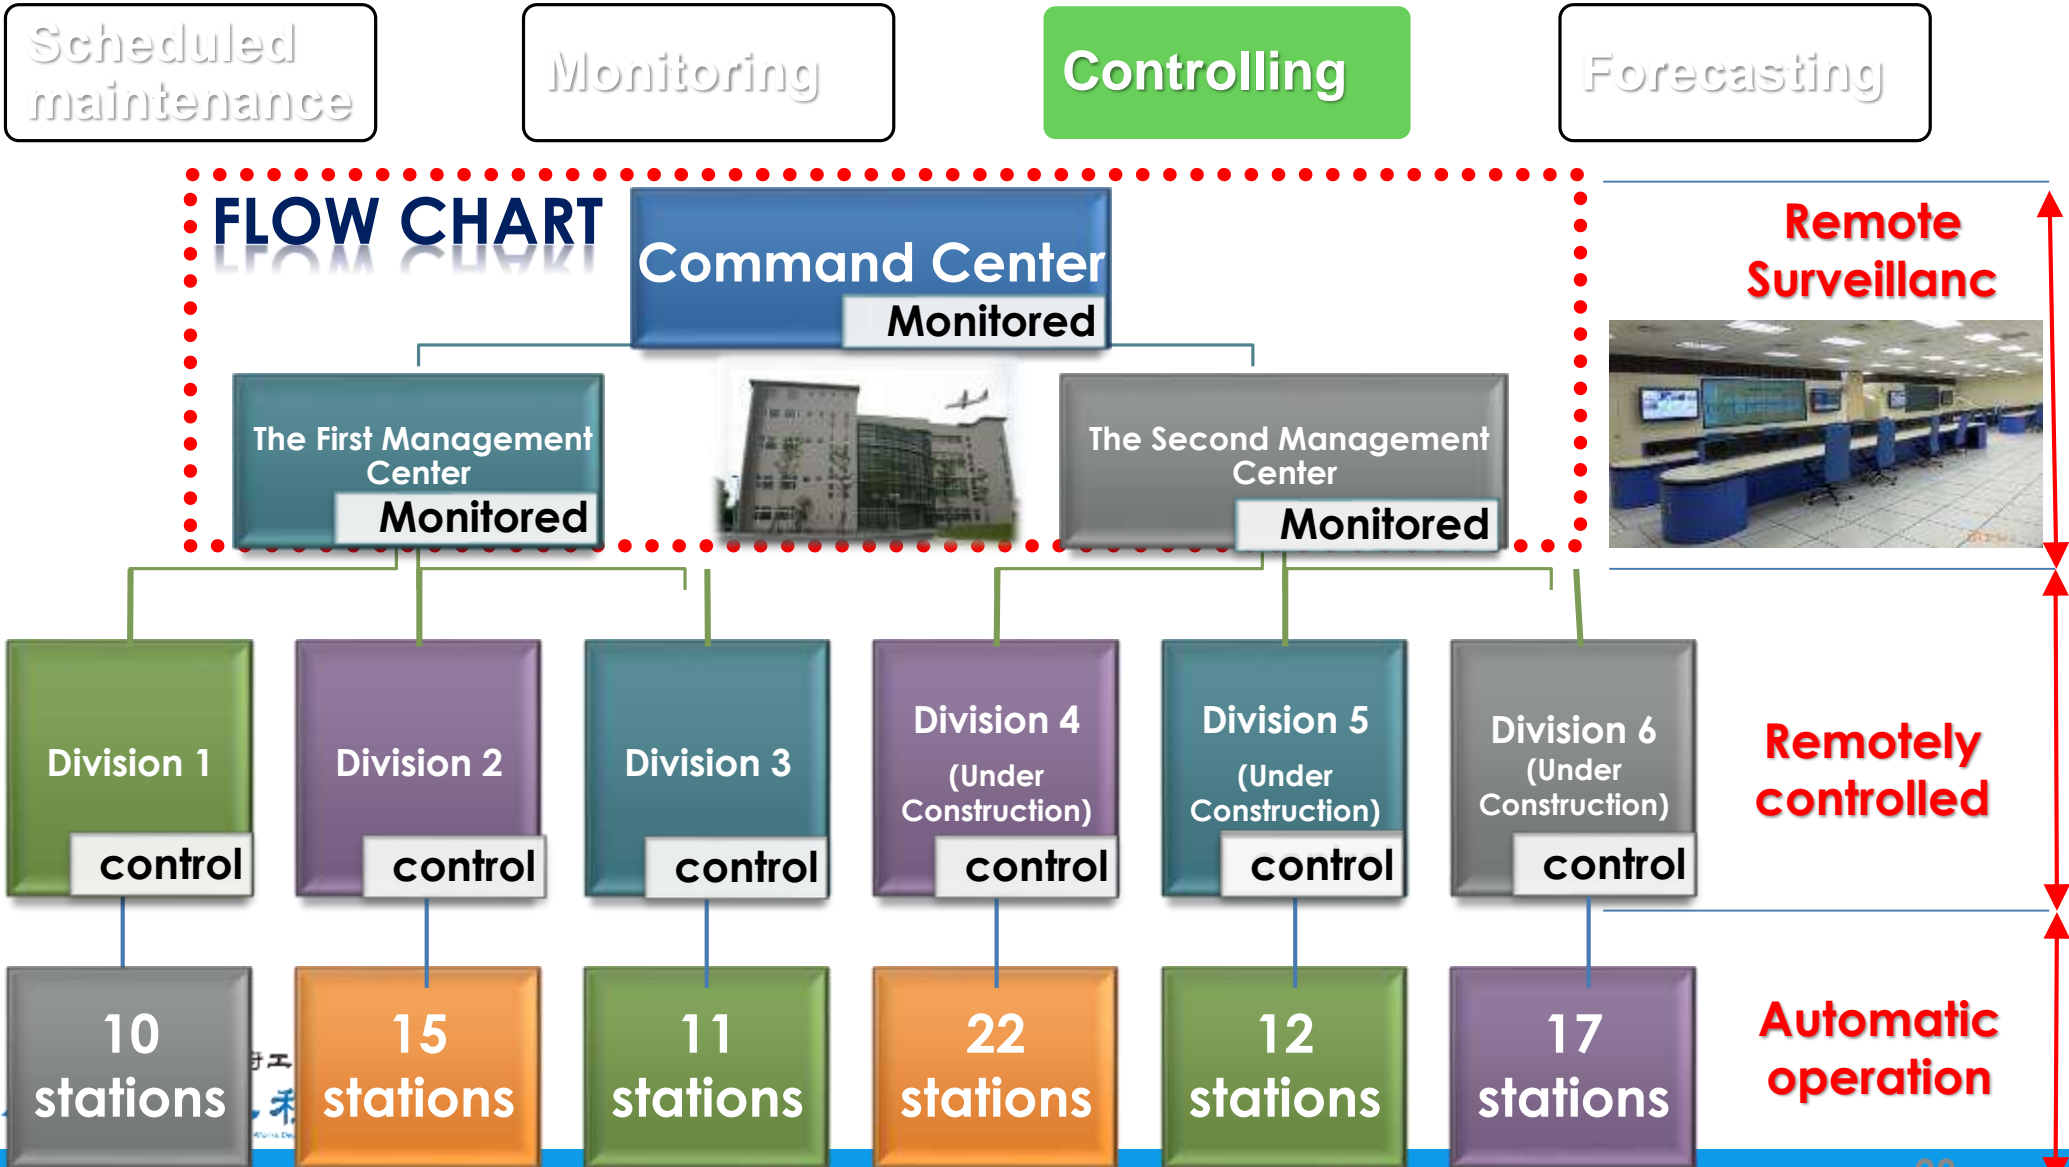 Scheduled
maintenance
Monitoring
Controlling
Forecasting
FLOW CHART
Command Center
Monitored
Remote
Surveillanc
The First Management
Center
Monitored
The Second Management
Center
Monitored
Division 1
control
Division 2
control
Division 3
control
Division 4
(Under
Construction)
control
Division 5
(Under
Construction)
control
Division 6
(Under
Construction)
control
Remotely
controlled
10
stations
15
stations
11
stations
22
stations
12
stations
17
stations
Automatic
operation